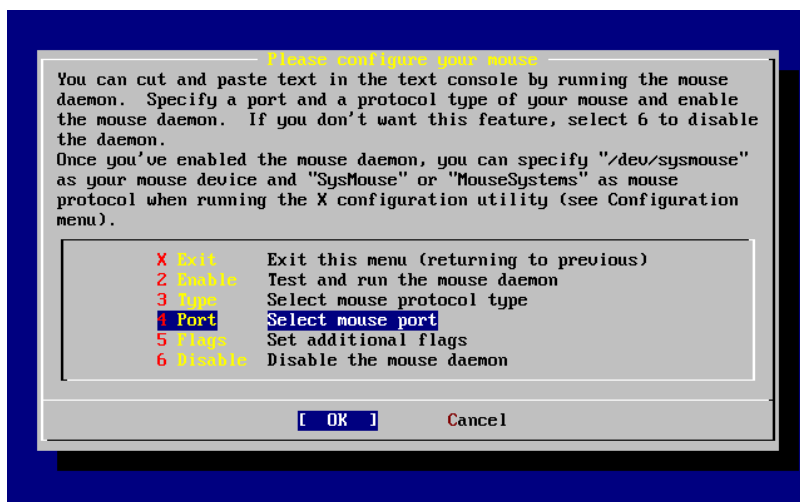 Please configure your mouse
You can cut and paste text in the text console by running the mouse
daemon.  Specify a port and a protocol type of your mouse and enable
the mouse daemon.  If you don't want this feature, select 6 to disable
the daemon.
Once you've enabled the mouse daemon, you can specify "/dev/sysmouse"
as your mouse device and "SysMouse" or "MouseSystems" as mouse
protocol when running the X configuration utility (see Configuration
menu).
X Exit Exit this menu (returning to previous)
2 Enable Test and run the mouse daemon
3 Type Select mouse protocol type
4 Port Select mouse port
5 Flags Set additional flags
6 Disable Disable the mouse daemon
[ OK ] Cancel